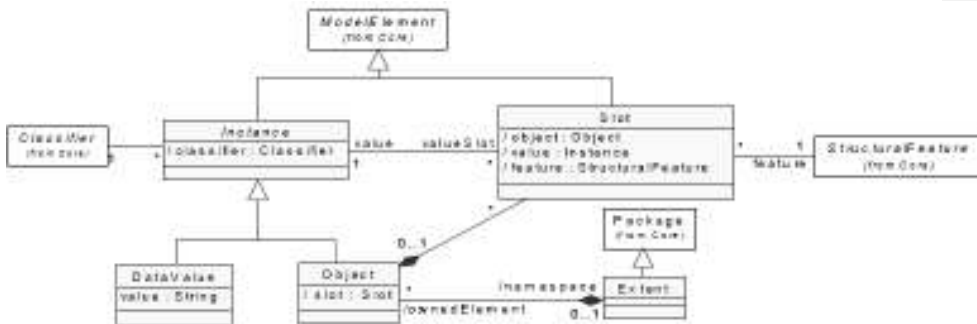 ModelElement
(from Core)
Classifier
(from Core)
*
*
Instance
/ classifier : Classifier
value
1
valueSlot
*
Slot
/ object : Object
/ value : Instance
/ feature : StructuralFeature
*
1
feature
StructuralFeature
(from Core)
*
0..1
Package
(from Core)
DataValue
value : String
Object
/ slot : Slot
*
/namespace
/ownedElement
0..1
Extent